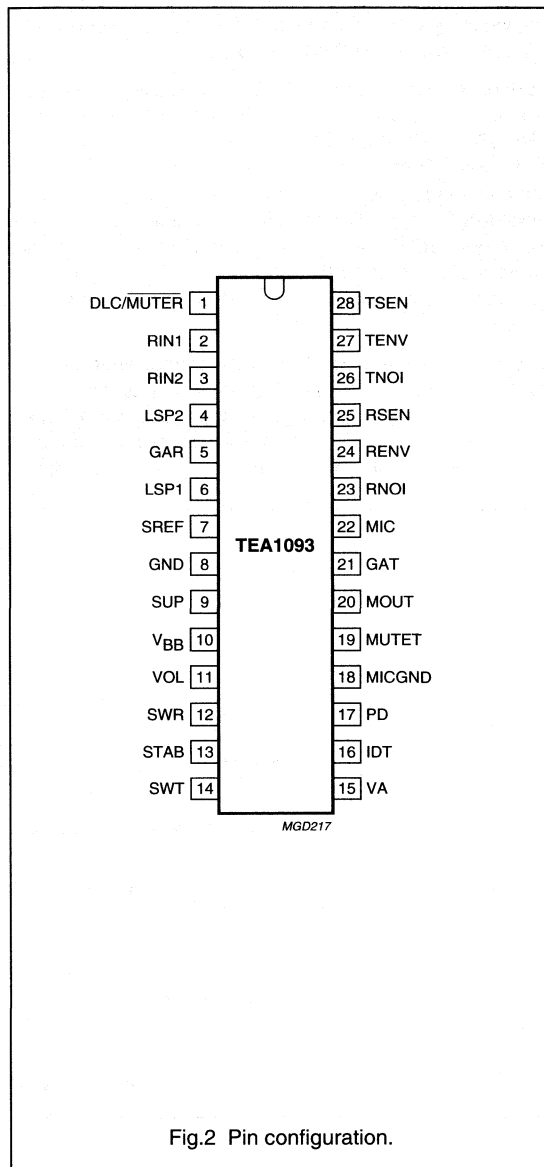 DLC/MUTER 1 28 TSEN
RIN1 2 27 TENV
RIN2 3 26 TNOI
LSP2 4 25 RSEN
GAR 5 24 RENV
LSP1 6 23 RNOI
SREF 7 22 MIC
TEA1093
GND 8 21 GAT
SUP 9 20 MOUT
VBB 10 19 MUTET
VOL 11 18 MICGND
SWR 12 17 PD
STAB 13 16 IDT
SWT 14 15 VA
MGD217
Fig.2 Pin configuration.